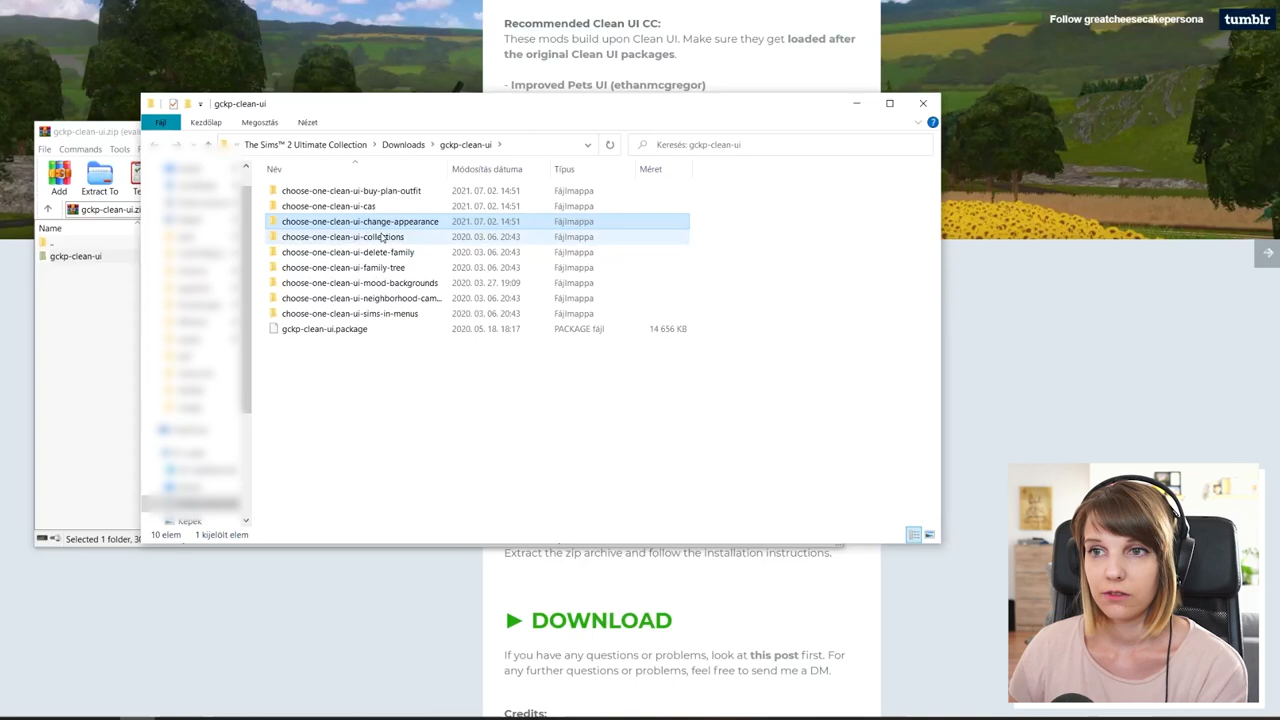 Recommended Clean UI CC:
These mods build upon Clean UI. Make sure they get loaded after
the original Clean UI packages.
- Improved Pets UI (ethanmcgregor)
Follow greatcheesecakepersona
tumblr
gckp-clean-ui.zip
File Commands Tools
Add
Extract To
gckp-clean-ui.zi
Name
..
gckp-clean-ui
Selected 1 folder, 30
gckp-clean-ui
Fájl Kezdőlap Megosztás Nézet
The Sims™ 2 Ultimate Collection > Downloads > gckp-clean-ui >
Keresés: gckp-clean-ui
Név Módosítás dátuma Típus Méret
choose-one-clean-ui-buy-plan-outfit 2021. 07. 02. 14:51 Fájlmappa
choose-one-clean-ui-cas 2021. 07. 02. 14:51 Fájlmappa
choose-one-clean-ui-change-appearance 2021. 07. 02. 14:51 Fájlmappa
choose-one-clean-ui-collections 2020. 03. 06. 20:43 Fájlmappa
choose-one-clean-ui-delete-family 2020. 03. 06. 20:43 Fájlmappa
choose-one-clean-ui-family-tree 2020. 03. 06. 20:43 Fájlmappa
choose-one-clean-ui-mood-backgrounds 2020. 03. 27. 19:09 Fájlmappa
choose-one-clean-ui-neighborhood-cam... 2020. 03. 06. 20:43 Fájlmappa
choose-one-clean-ui-sims-in-menus 2020. 03. 06. 20:43 Fájlmappa
gckp-clean-ui.package 2020. 05. 18. 18:17 PACKAGE fájl 14 656 KB
Képek
10 elem 1 kijelölt elem
Extract the zip archive and follow the installation instructions.
► DOWNLOAD
If you have any questions or problems, look at this post first. For
any further questions or problems, feel free to send me a DM.
Credits: